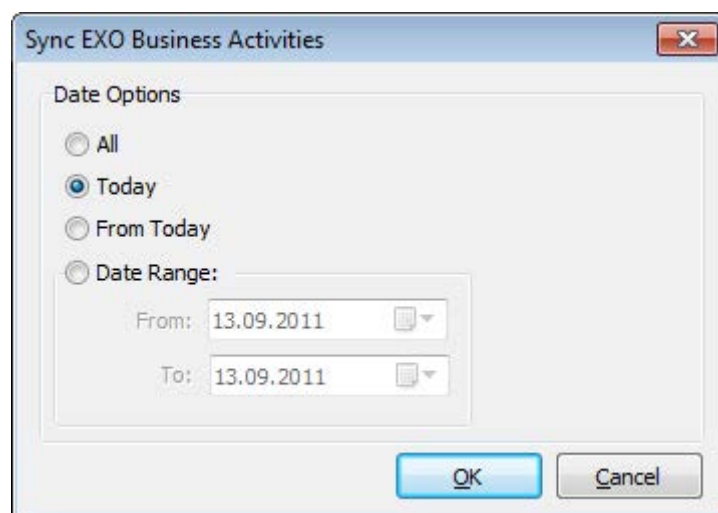 Sync EXO Business Activities
Date Options
All
Today
From Today
Date Range:
From: 13.09.2011
To: 13.09.2011
OK Cancel